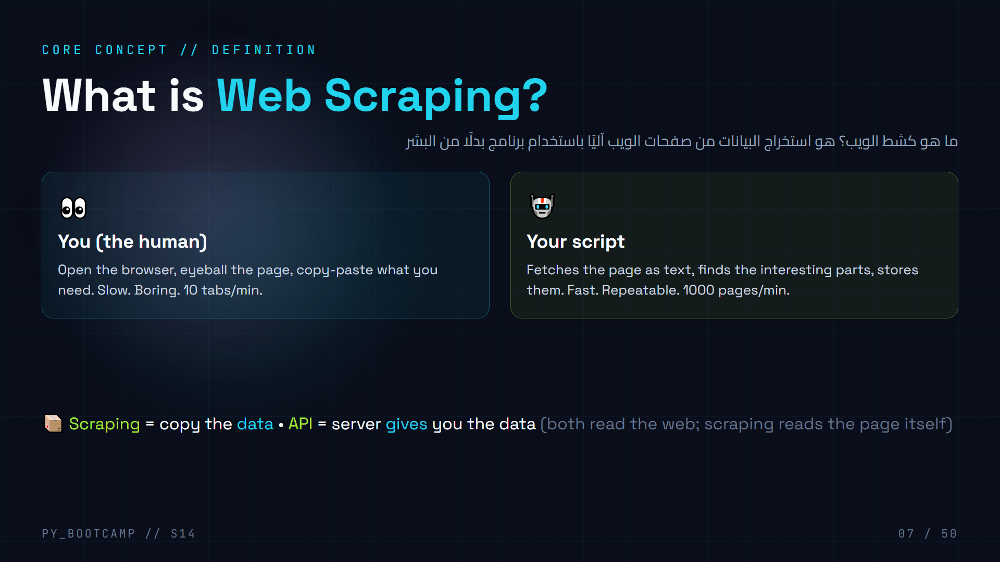 CORE CONCEPT // DEFINITION
What is Web Scraping?
ما هو كشط الويب؟ هو استخراج البيانات من صفحات الويب آليًا باستخدام برنامج بدلًا من البشر
You (the human)
Open the browser, eyeball the page, copy-paste what you
need. Slow. Boring. 10 tabs/min.
Your script
Fetches the page as text, finds the interesting parts, stores
them. Fast. Repeatable. 1000 pages/min.
Scraping = copy the data • API = server gives you the data (both read the web; scraping reads the page itself)
PY_BOOTCAMP // S14
07 / 50